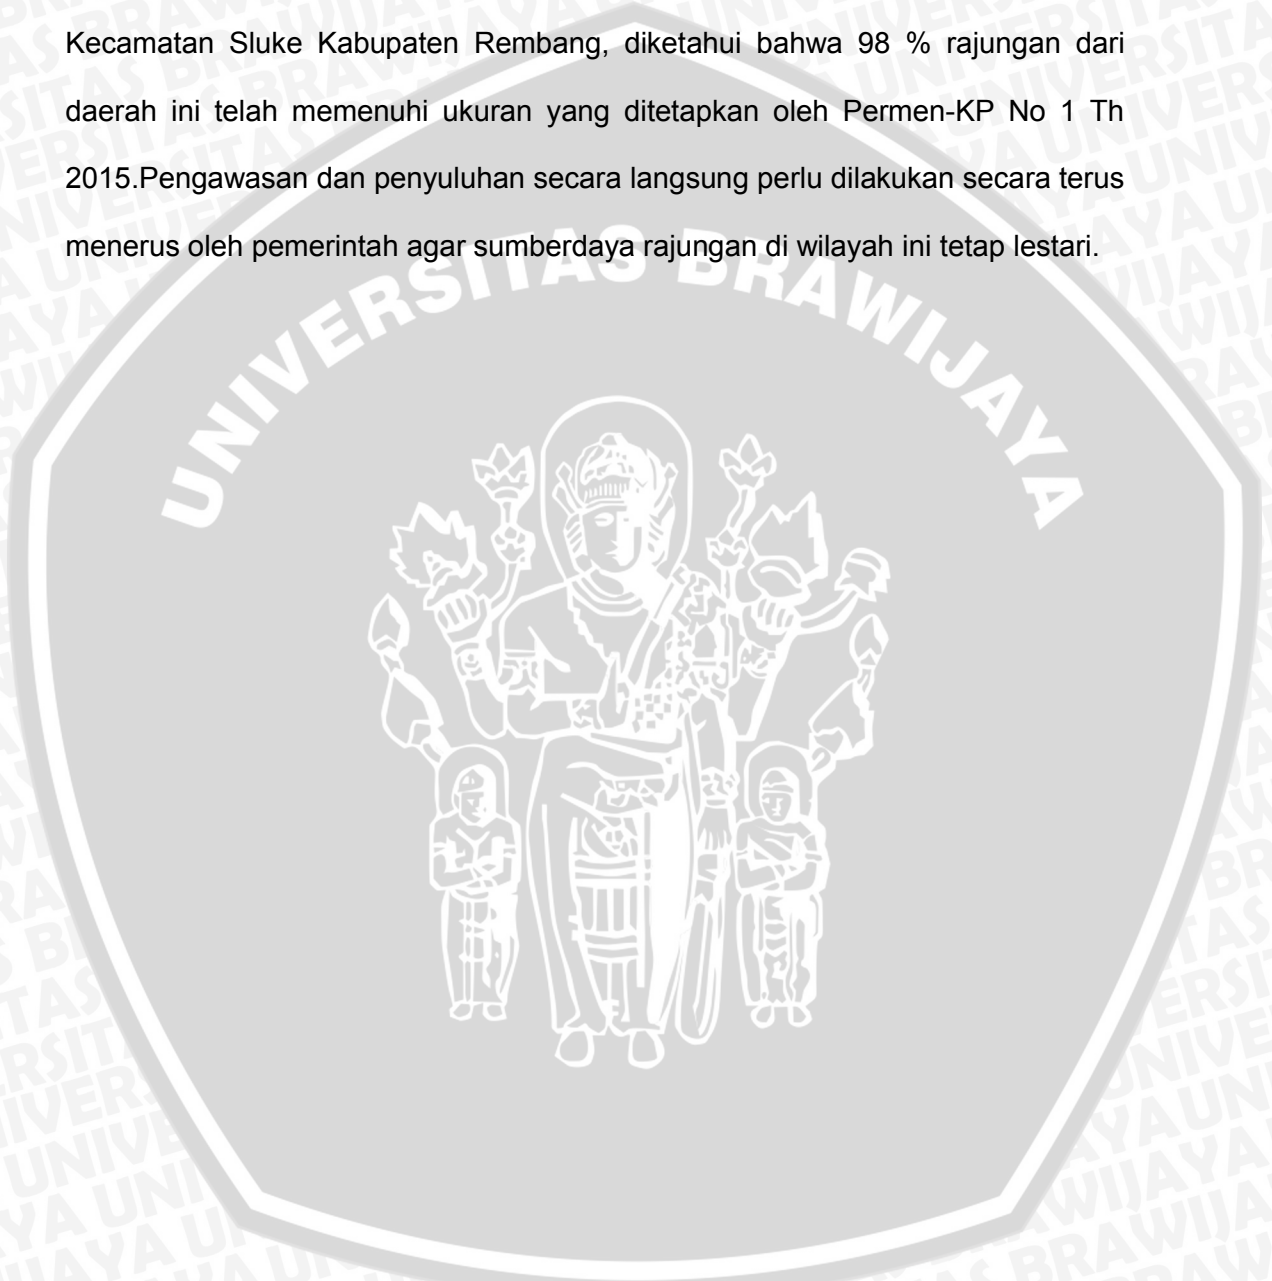 Kecamatan Sluke Kabupaten Rembang, diketahui bahwa 98 % rajungan dari
daerah ini telah memenuhi ukuran yang ditetapkan oleh Permen-KP No 1 Th
2015.Pengawasan dan penyuluhan secara langsung perlu dilakukan secara terus
menerus oleh pemerintah agar sumberdaya rajungan di wilayah ini tetap lestari.
UNIVERSITAS BRAWIJAYA